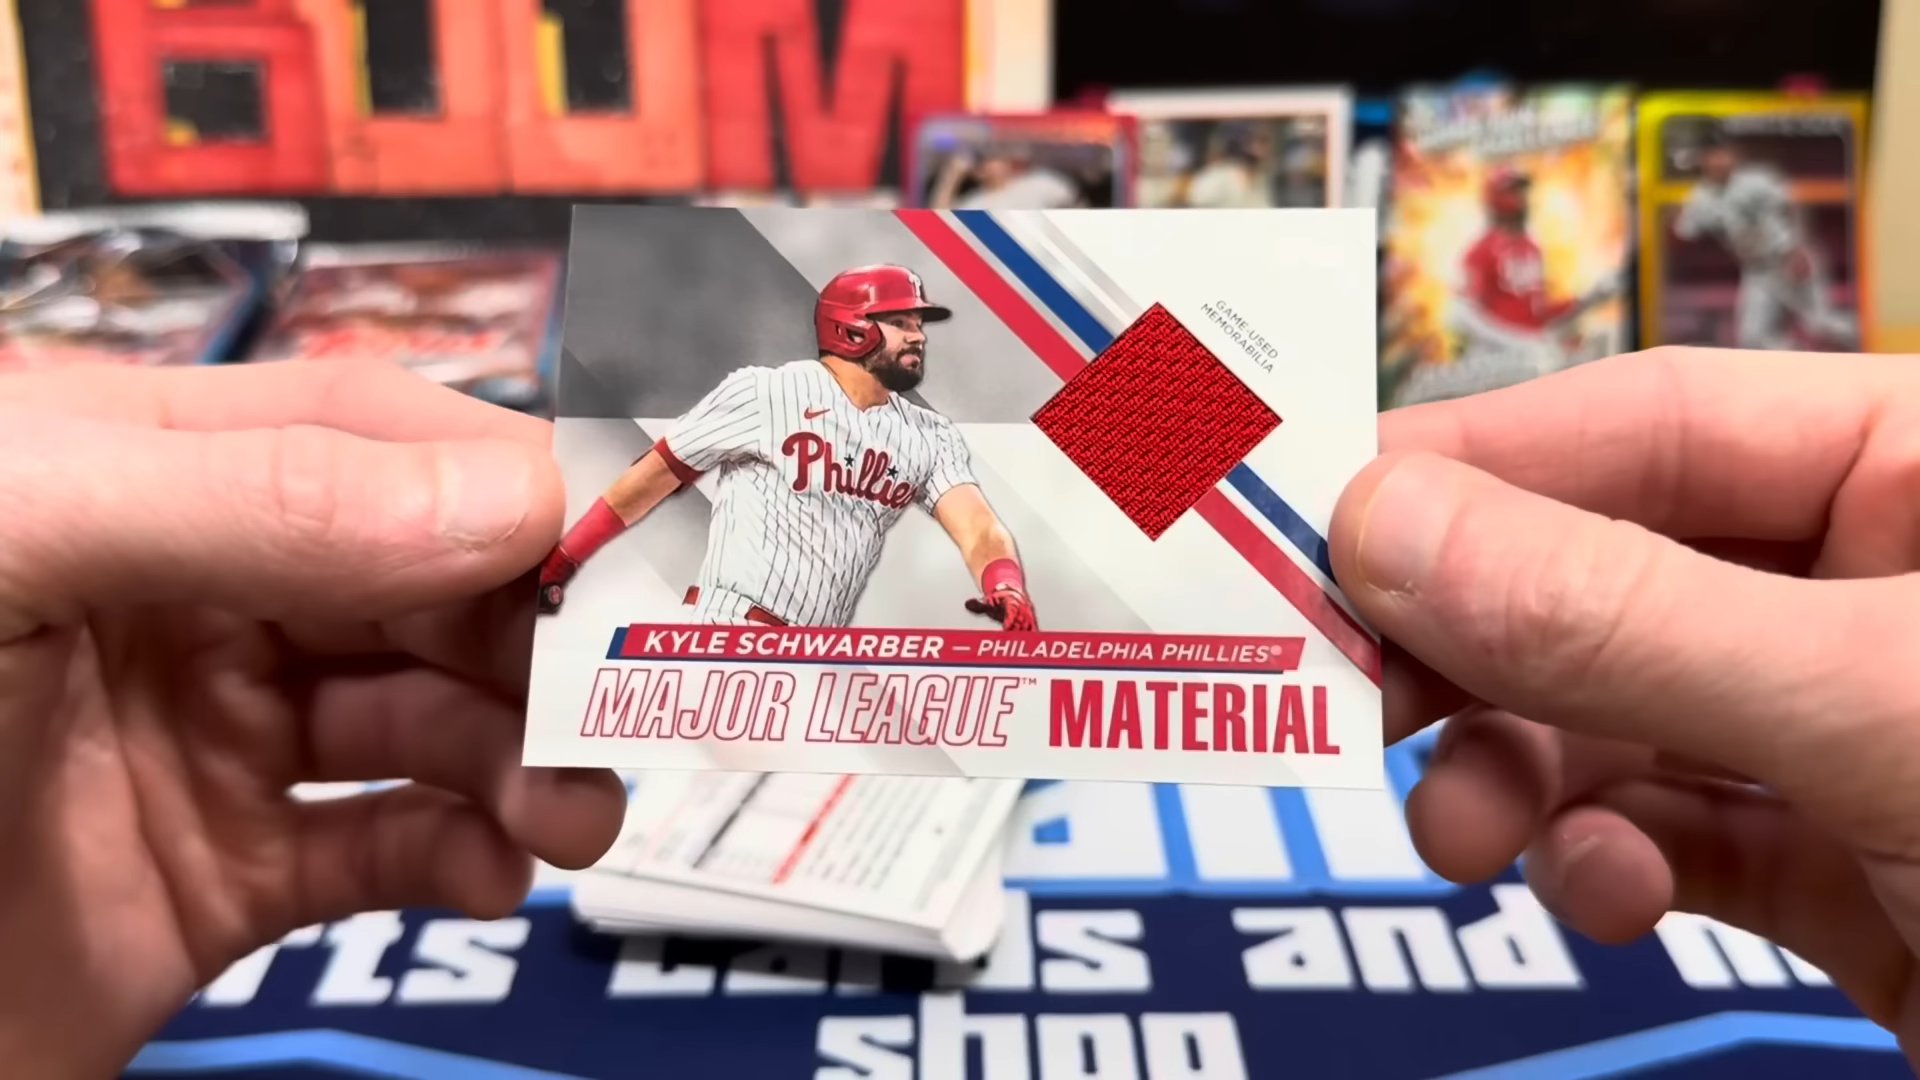 BOOM
GAME-USED
MEMORABILIA
Phillies
KYLE SCHWARBER – PHILADELPHIA PHILLIES®
MAJOR LEAGUE™ MATERIAL
rts Cards and
Shop